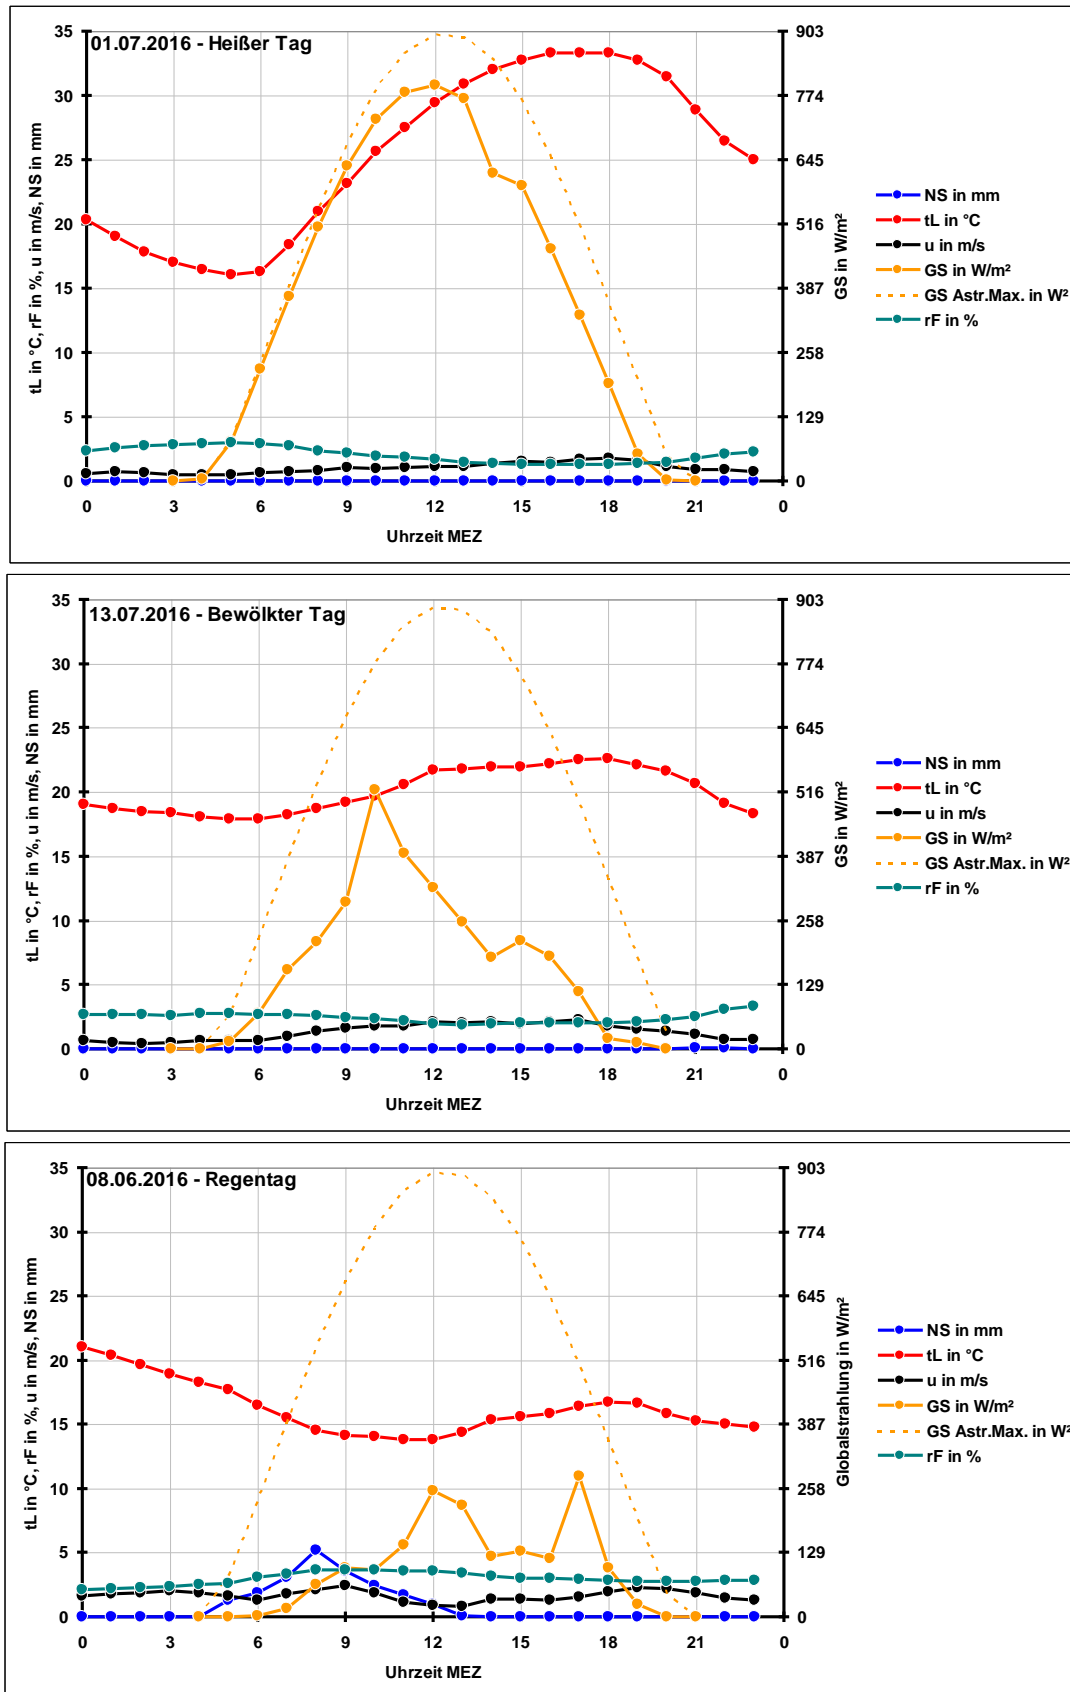 01.07.2016 - Heißer Tag
35
30
25
20
15
10
5
0
tL in °C, rF in %, u in m/s, NS in mm
903
774
645
516
387
258
129
0
GS in W/m²
0 3 6 9 12 15 18 21 0
Uhrzeit MEZ
NS in mm
tL in °C
u in m/s
GS in W/m²
GS Astr.Max. in W²
rF in %
13.07.2016 - Bewölkter Tag
35
30
25
20
15
10
5
0
tL in °C, rF in %, u in m/s, NS in mm
903
774
645
516
387
258
129
0
GS in W/m²
0 3 6 9 12 15 18 21 0
Uhrzeit MEZ
NS in mm
tL in °C
u in m/s
GS in W/m²
GS Astr.Max. in W²
rF in %
08.06.2016 - Regentag
35
30
25
20
15
10
5
0
tL in °C, rF in %, u in m/s, NS in mm
903
774
645
516
387
258
129
0
Globalstrahlung in W/m²
0 3 6 9 12 15 18 21 0
Uhrzeit MEZ
NS in mm
tL in °C
u in m/s
GS in W/m²
GS Astr.Max. in W²
rF in %